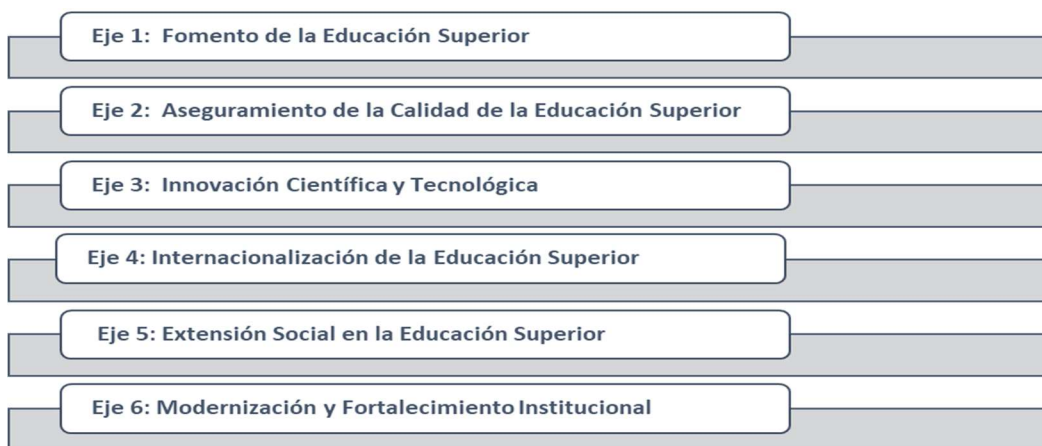 Eje 1: Fomento de la Educación Superior
Eje 2: Aseguramiento de la Calidad de la Educación Superior
Eje 3: Innovación Científica y Tecnológica
Eje 4: Internacionalización de la Educación Superior
Eje 5: Extensión Social en la Educación Superior
Eje 6: Modernización y Fortalecimiento Institucional